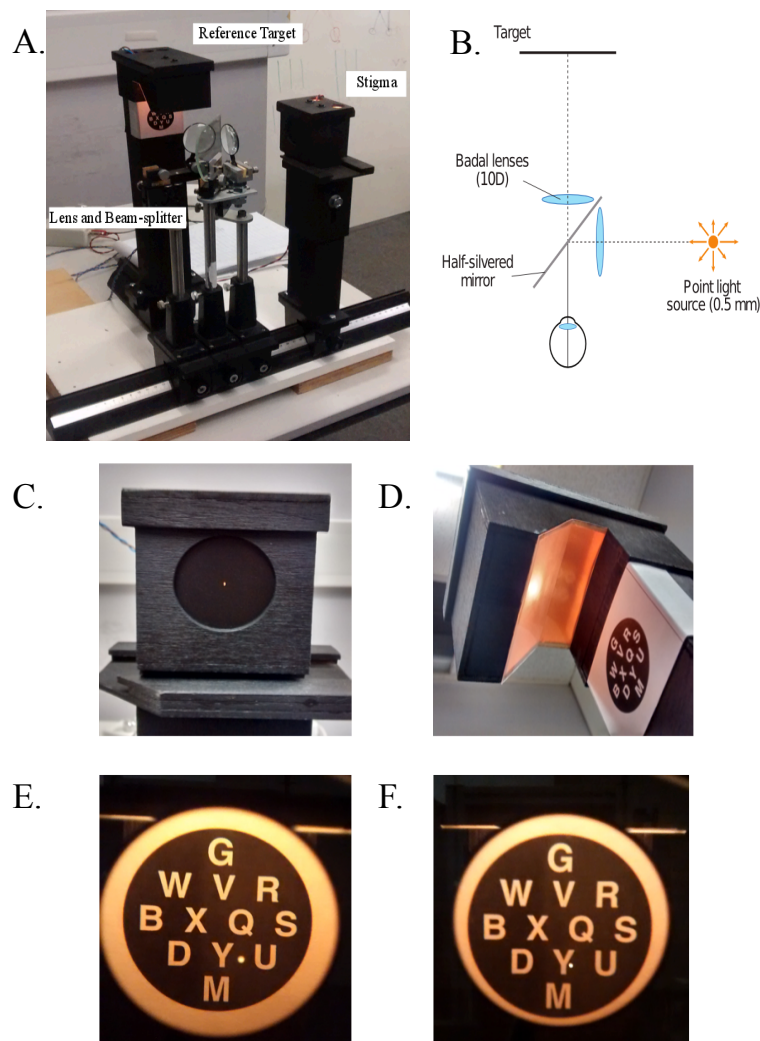 A.
Reference Target
Stigma
Lens and Beam-splitter
B.
Target
Badal lenses
(10D)
Half-silvered
mirror
Point light
source (0.5 mm)
C.
D.
G
W V R
B X Q S
D Y U
M
E.
G
W V R
B X Q S
D Y U
M
F.
G
W V R
B X Q S
D Y U
M